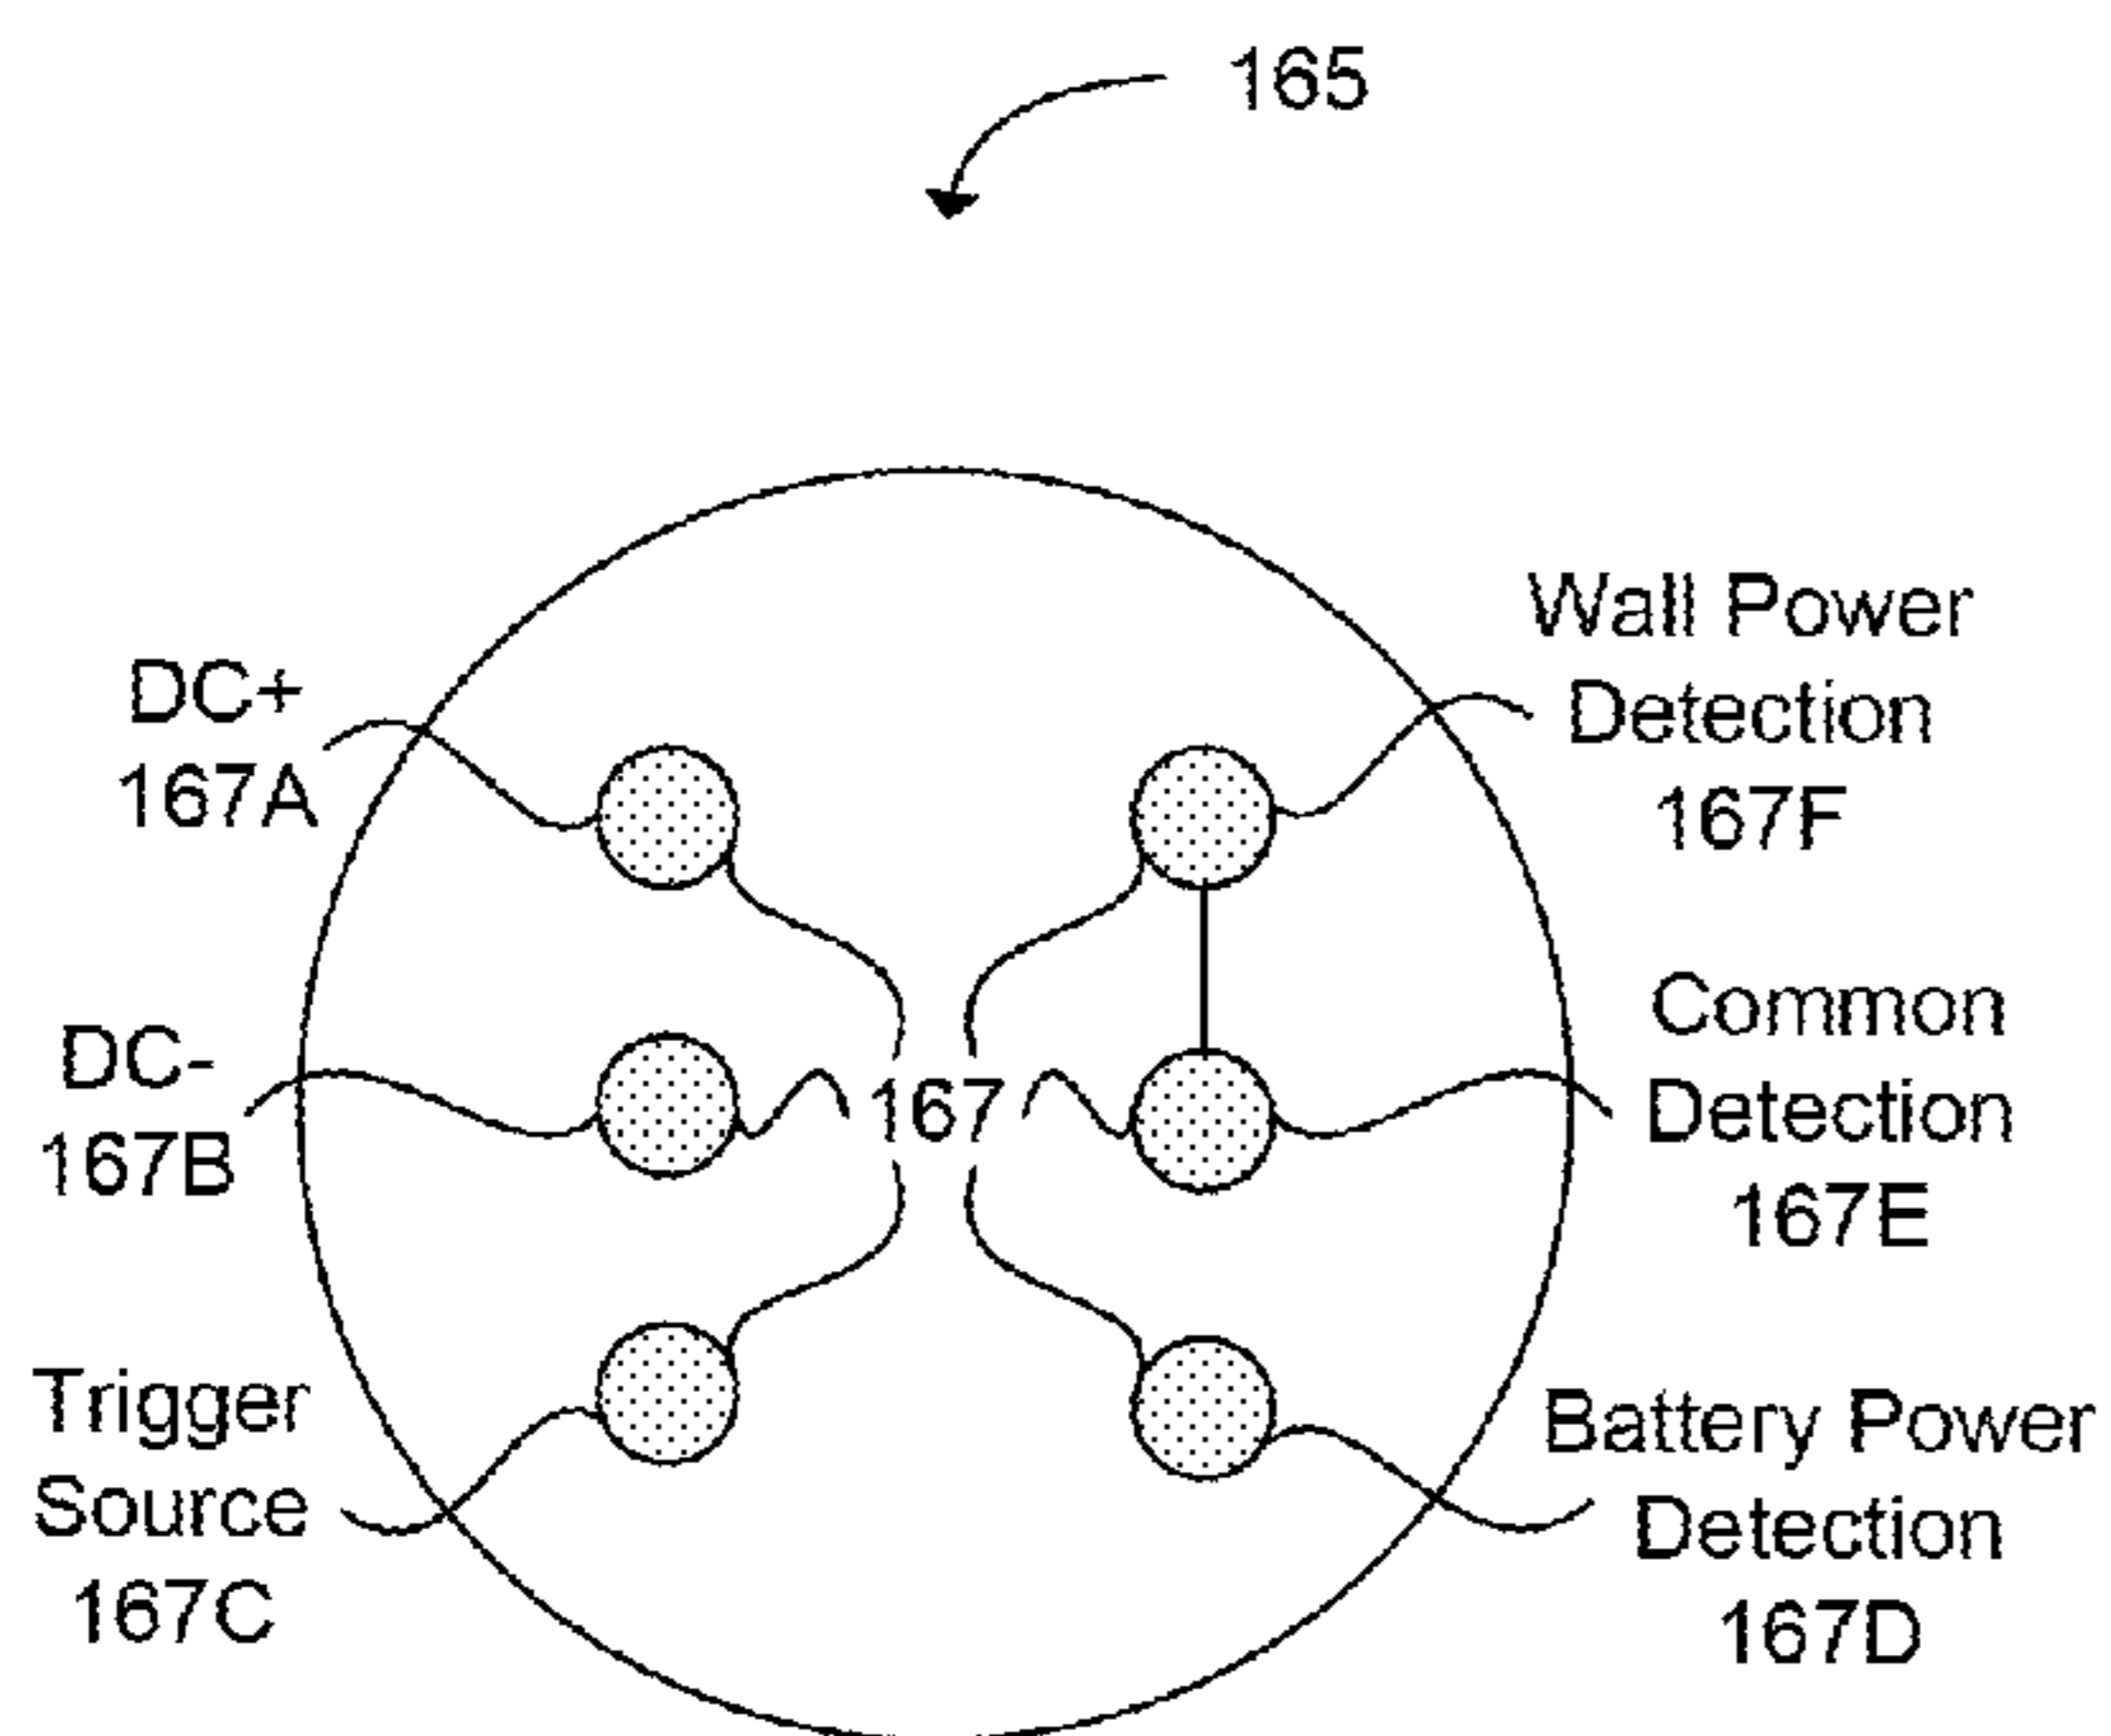 165
DC+
167A
DC-
167B
Trigger
Source
167C
167
Wall Power
Detection
167F
Common
Detection
167E
Battery Power
Detection
167D